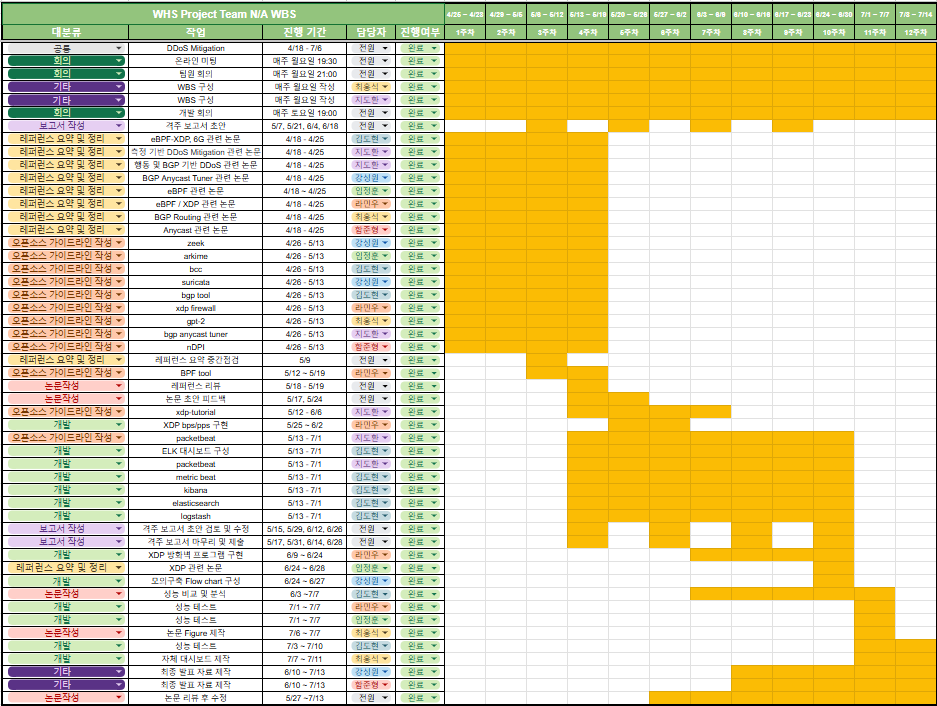 WHS Project Team N/A WBS 4/25 ~ 4/28 4/29 ~ 5/5 5/6 ~ 5/12 5/13 ~ 5/19 5/20 ~ 5/26 5/27 ~ 6/2 6/3 ~ 6/9 6/10 ~ 6/16 6/17 ~ 6/23 6/24 ~ 6/30 7/1 ~ 7/7 7/8 ~ 7/14
대분류 작업 진행 기간 담당자 진행여부 1주차 2주차 3주차 4주차 5주차 6주차 7주차 8주차 9주차 10주차 11주차 12주차
공통 DDoS Mitigation 4/18 - 7/6 전원 완료
회의 온라인 미팅 매주 월요일 19:30 전원 완료
회의 팀원 회의 매주 월요일 21:00 전원 완료
기타 WBS 구성 매주 월요일 작성 최홍식 완료
기타 WBS 구성 매주 월요일 작성 지도환 완료
회의 개발 회의 매주 토요일 19:00 전원 완료
보고서 작성 격주 보고서 초안 5/7, 5/21, 6/4, 6/18 전원 완료
레퍼런스 요약 및 정리 eBPF-XDP, 6G 관련 논문 4/18 - 4/25 김도현 완료
레퍼런스 요약 및 정리 측정 기반 DDoS Mitigation 관련 논문 4/18 - 4/25 지도환 완료
레퍼런스 요약 및 정리 행동 및 BGP 기반 DDoS 관련 논문 4/18 - 4/25 지도환 완료
레퍼런스 요약 및 정리 BGP Anycast Tuner 관련 논문 4/18 - 4/25 강성원 완료
레퍼런스 요약 및 정리 eBPF 관련 논문 4/18 ~ 4//25 임정훈 완료
레퍼런스 요약 및 정리 eBPF / XDP 관련 논문 4/18 - 4/25 라민우 완료
레퍼런스 요약 및 정리 BGP Routing 관련 논문 4/18 - 4/25 최홍식 완료
레퍼런스 요약 및 정리 Anycast 관련 논문 4/18 - 4/25 함준형 완료
오픈소스 가이드라인 작성 zeek 4/26 - 5/13 강성원 완료
오픈소스 가이드라인 작성 arkime 4/26 - 5/13 임정훈 완료
오픈소스 가이드라인 작성 bcc 4/26 - 5/13 김도현 완료
오픈소스 가이드라인 작성 suricata 4/26 - 5/13 강성원 완료
오픈소스 가이드라인 작성 bgp tool 4/26 - 5/13 김도현 완료
오픈소스 가이드라인 작성 xdp firewall 4/26 - 5/13 라민우 완료
오픈소스 가이드라인 작성 gpt-2 4/26 - 5/13 최홍식 완료
오픈소스 가이드라인 작성 bgp anycast tuner 4/26 - 5/13 지도환 완료
오픈소스 가이드라인 작성 nDPI 4/26 - 5/13 함준형 완료
레퍼런스 요약 및 정리 레퍼런스 요약 중간점검 5/9 전원 완료
오픈소스 가이드라인 작성 BPF tool 5/12 ~ 5/19 라민우 완료
논문작성 레퍼런스 리뷰 5/18 - 5/19 전원 완료
논문작성 논문 초안 피드백 5/17, 5/24 전원 완료
오픈소스 가이드라인 작성 xdp-tutorial 5/12 - 6/6 지도환 완료
개발 XDP bps/pps 구현 5/25 ~ 6/2 라민우 완료
오픈소스 가이드라인 작성 packetbeat 5/13 - 7/1 지도환 완료
개발 ELK 대시보드 구성 5/13 - 7/1 김도현 완료
개발 packetbeat 5/13 - 7/1 지도환 완료
개발 metric beat 5/13 - 7/1 김도현 완료
개발 kibana 5/13 - 7/1 김도현 완료
개발 elasticsearch 5/13 - 7/1 김도현 완료
개발 logstash 5/13 - 7/1 김도현 완료
보고서 작성 격주 보고서 초안 검토 및 수정 5/15, 5/29, 6/12, 6/26 전원 완료
보고서 작성 격주 보고서 마무리 및 제출 5/17, 5/31, 6/14, 6/28 전원 완료
개발 XDP 방화벽 프로그램 구현 6/9 ~ 6/24 라민우 완료
레퍼런스 요약 및 정리 XDP 관련 논문 6/24 ~ 6/28 임정훈 완료
개발 모의구축 Flow chart 구성 6/24 ~ 6/27 강성원 완료
논문작성 성능 비교 및 분석 6/3 ~7/7 김도현 완료
개발 성능 테스트 7/1 ~ 7/7 라민우 완료
개발 성능 테스트 7/1 ~ 7/7 임정훈 완료
논문작성 논문 Figure 제작 7/6 ~ 7/7 최홍식 완료
개발 성능 테스트 7/3 ~ 7/10 김도현 완료
개발 자체 대시보드 제작 7/7 ~ 7/11 최홍식 완료
기타 최종 발표 자료 제작 6/10 ~ 7/13 강성원 완료
기타 최종 발표 자료 제작 6/10 ~ 7/13 함준형 완료
논문작성 논문 리뷰 후 수정 5/27 ~7/13 전원 완료